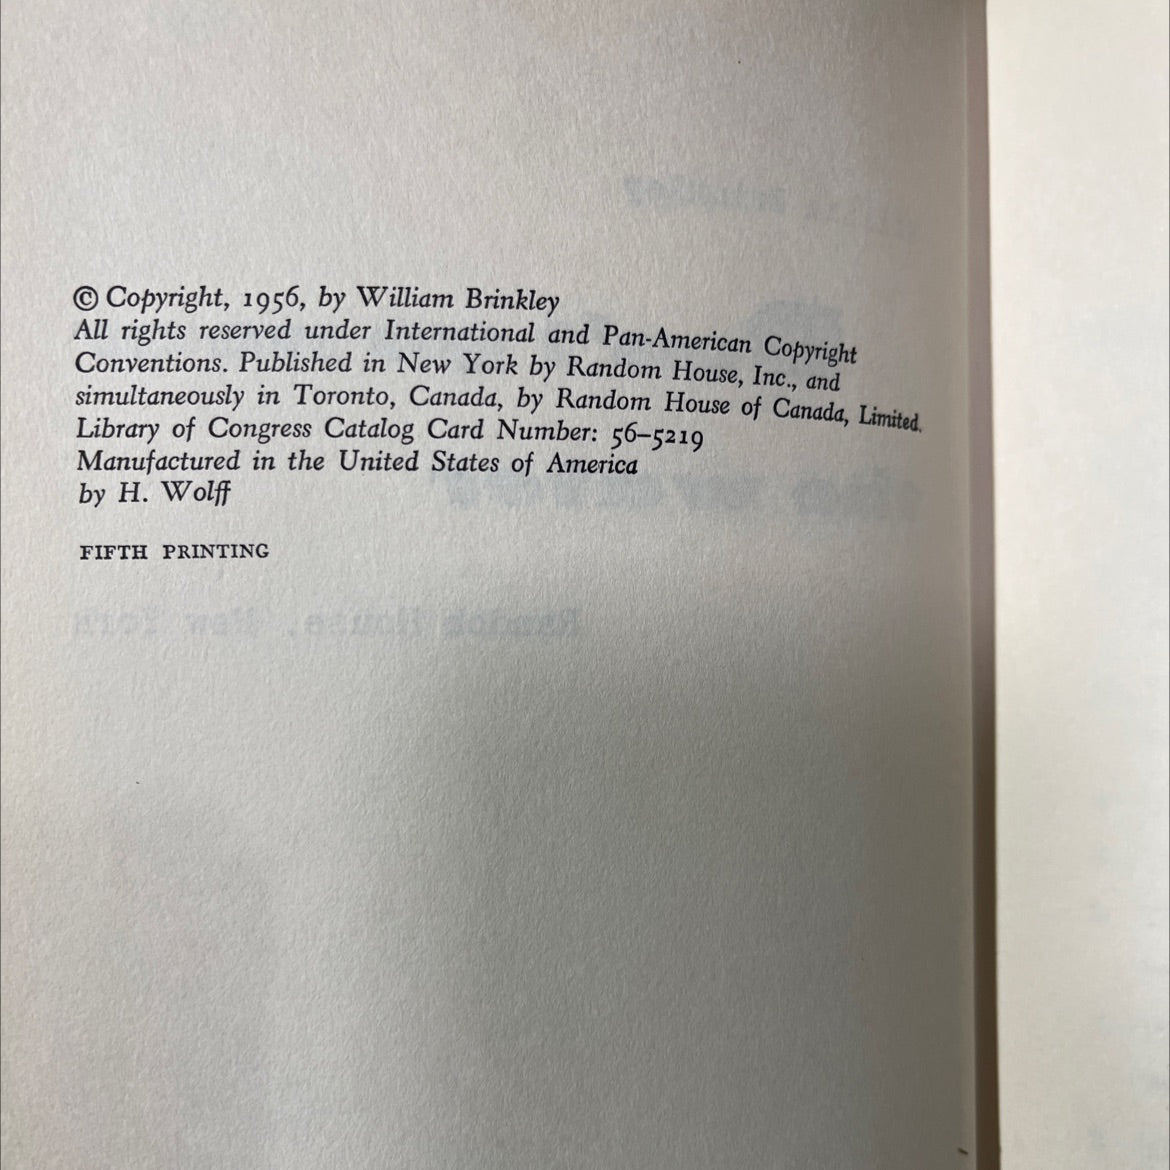 © Copyright, 1956, by William Brinkley
All rights reserved under International and Pan-American Copyright
Conventions. Published in New York by Random House, Inc., and
simultaneously in Toronto, Canada, by Random House of Canada, Limited.
Library of Congress Catalog Card Number: 56–5219
Manufactured in the United States of America
by H. Wolff
FIFTH PRINTING